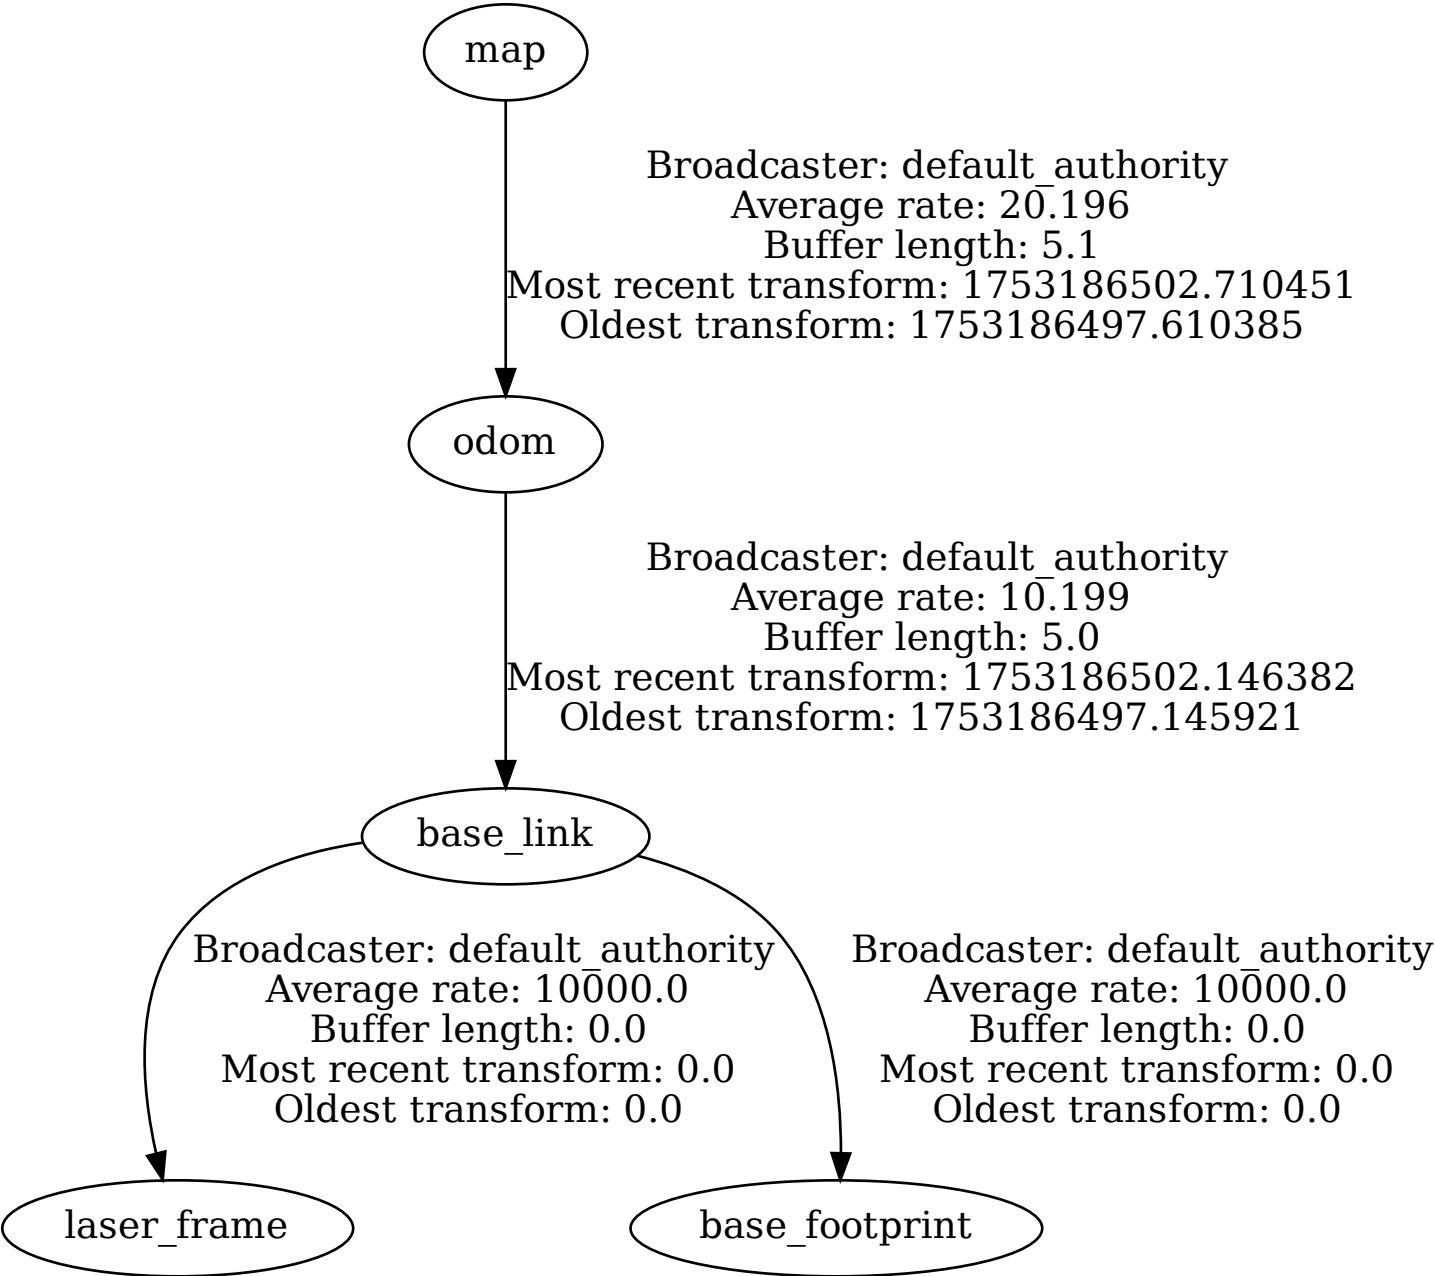 map
Broadcaster: default_authority
Average rate: 20.196
Buffer length: 5.1
Most recent transform: 1753186502.710451
Oldest transform: 1753186497.610385
odom
Broadcaster: default_authority
Average rate: 10.199
Buffer length: 5.0
Most recent transform: 1753186502.146382
Oldest transform: 1753186497.145921
base_link
Broadcaster: default_authority
Average rate: 10000.0
Buffer length: 0.0
Most recent transform: 0.0
Oldest transform: 0.0
Broadcaster: default_authority
Average rate: 10000.0
Buffer length: 0.0
Most recent transform: 0.0
Oldest transform: 0.0
laser_frame
base_footprint